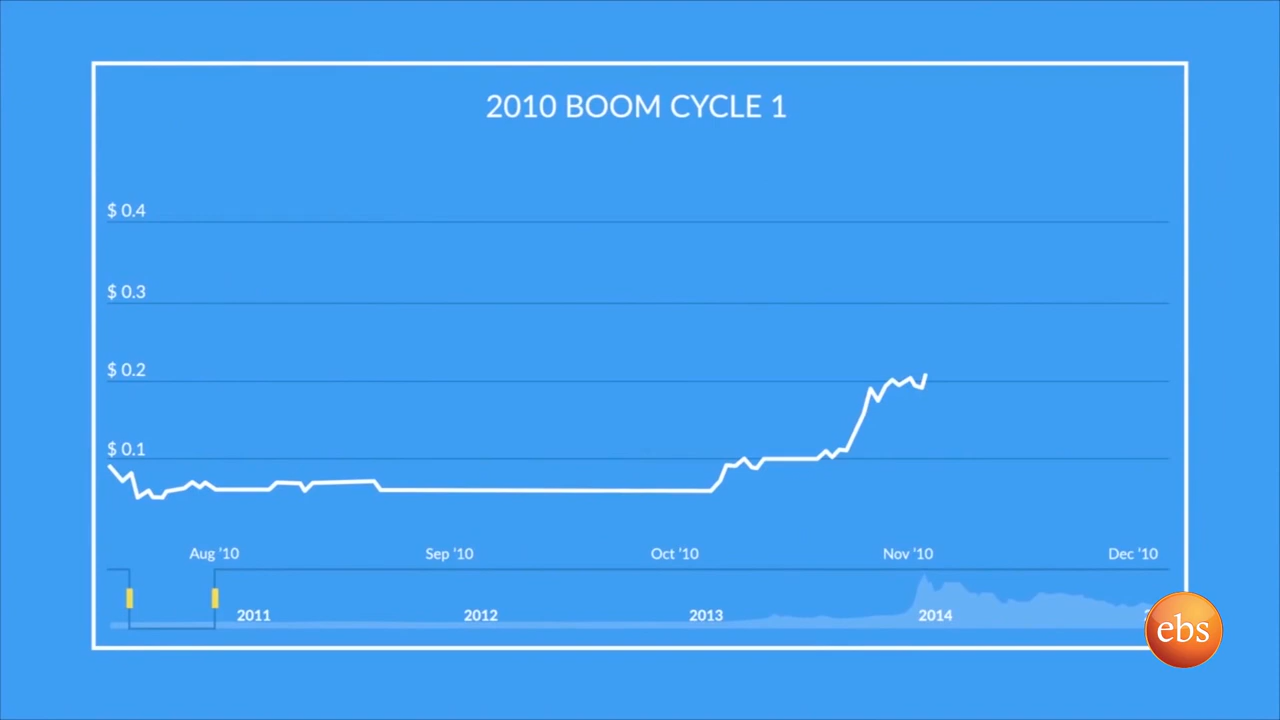 2010 BOOM CYCLE 1
$ 0.4
$ 0.3
$ 0.2
$ 0.1
Aug '10 Sep '10 Oct '10 Nov '10 Dec '10
2011 2012 2013 2014
ebs